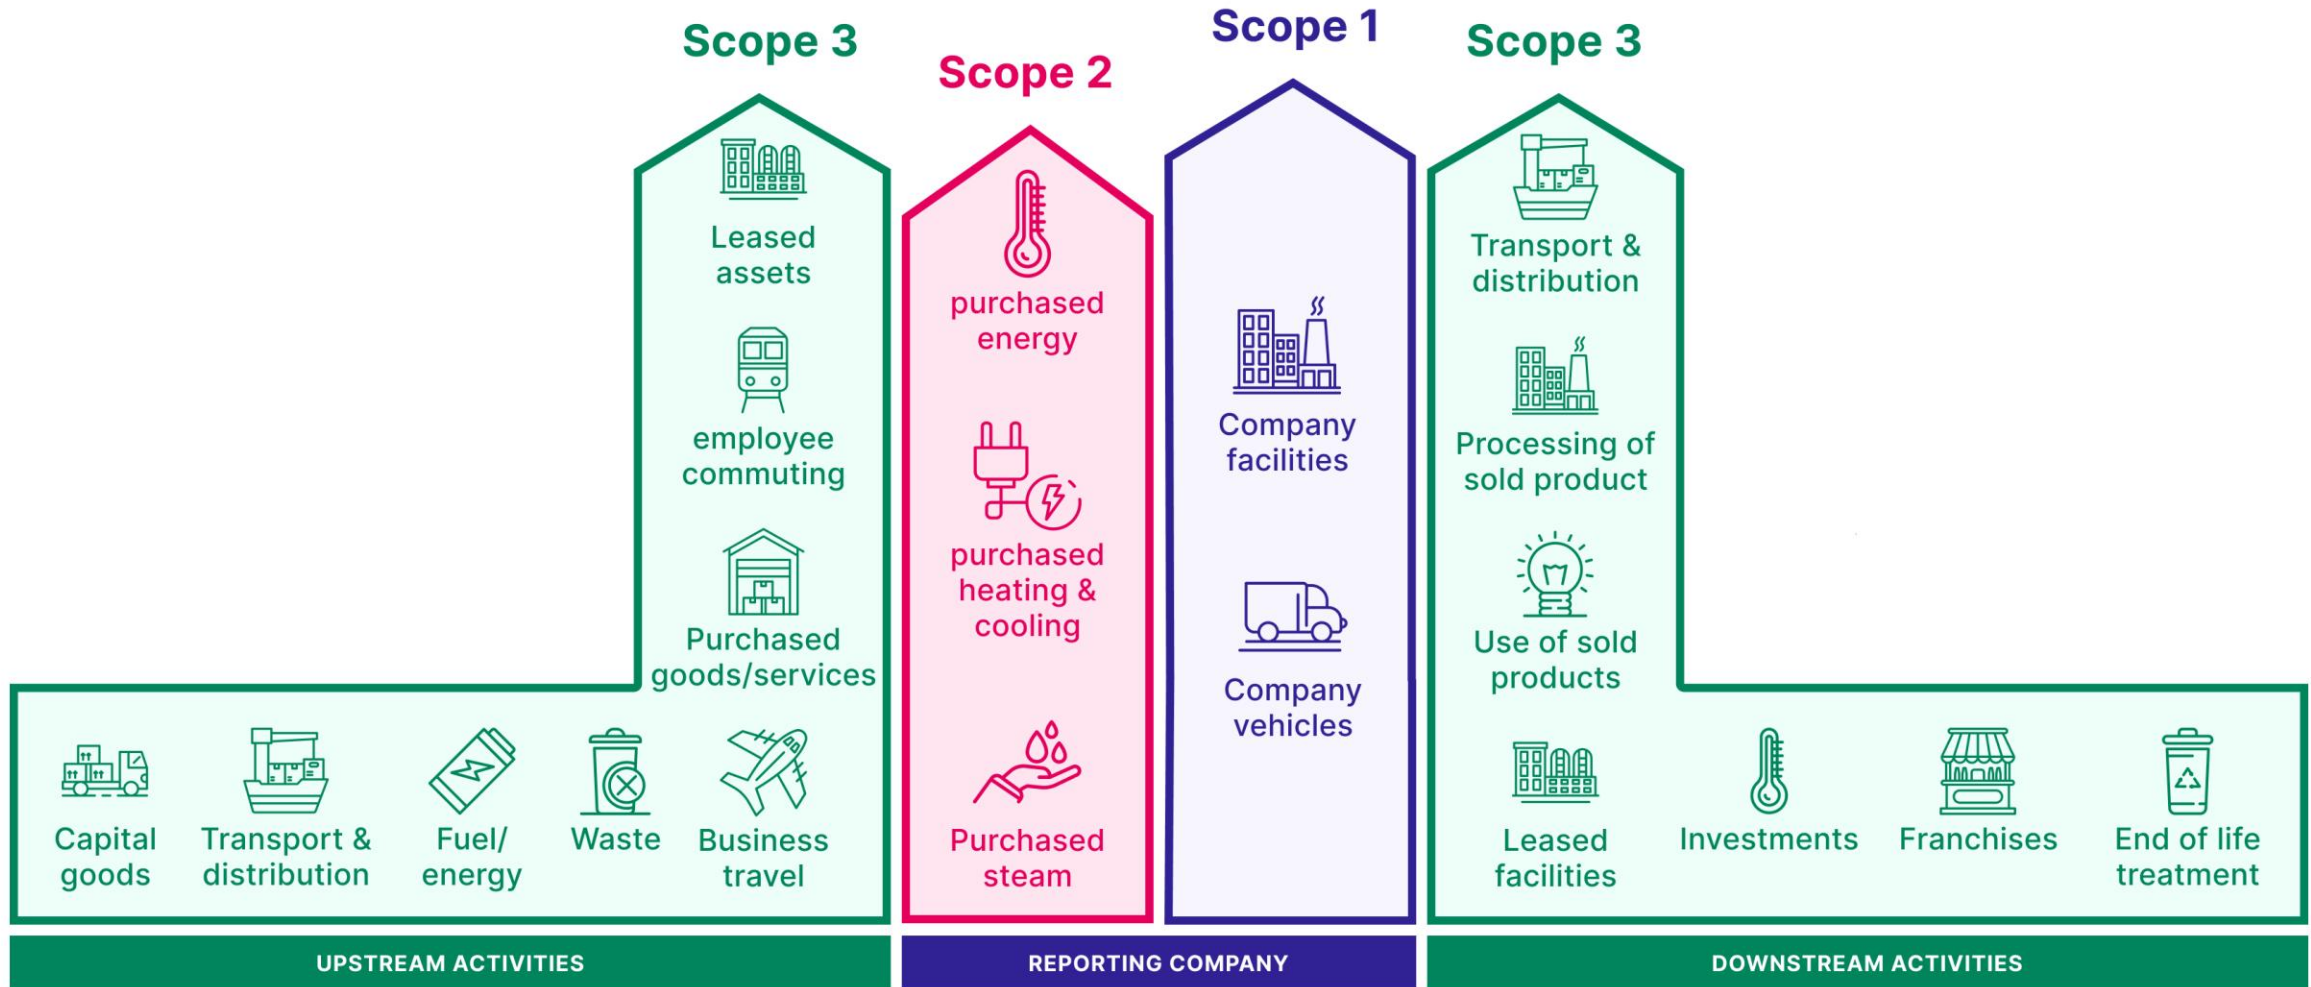 Scope 3
Leased
assets
employee
commuting
Purchased
goods/services
Capital
goods
Transport &
distribution
Fuel/
energy
Waste
Business
travel
UPSTREAM ACTIVITIES
Scope 2
purchased
energy
purchased
heating &
cooling
Purchased
steam
Scope 1
Company
facilities
Company
vehicles
REPORTING COMPANY
Scope 3
Transport &
distribution
Processing of
sold product
Use of sold
products
Leased
facilities
Investments
Franchises
End of life
treatment
DOWNSTREAM ACTIVITIES